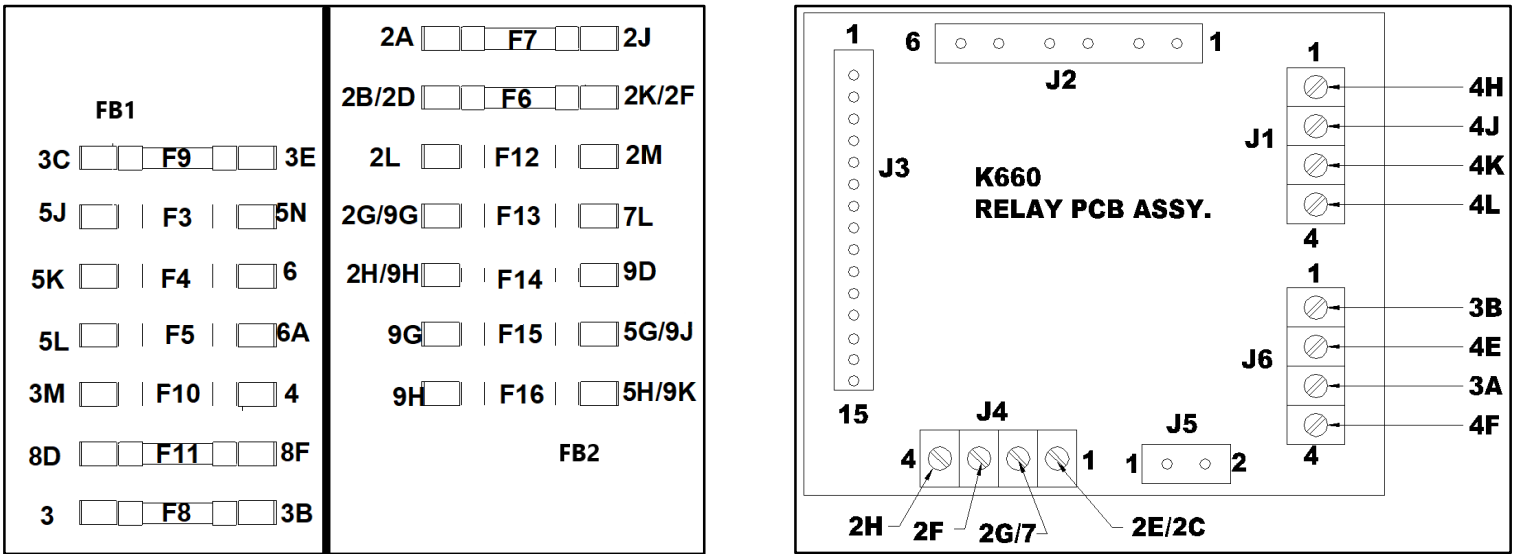 FB1
3C F9 3E
5J F3 5N
5K F4 6
5L F5 6A
3M F10 4
8D F11 8F
3 F8 3B
2A F7 2J
2B/2D F6 2K/2F
2L F12 2M
2G/9G F13 7L
2H/9H F14 9D
9G F15 5G/9J
9H F16 5H/9K
FB2
1
J3
15
6 1
J2
K660
RELAY PCB ASSY.
1
J1
4
4H
4J
4K
4L
1
J6
4
3B
4E
3A
4F
J4
4 1
2H 2F 2G/7 2E/2C
J5
1 2